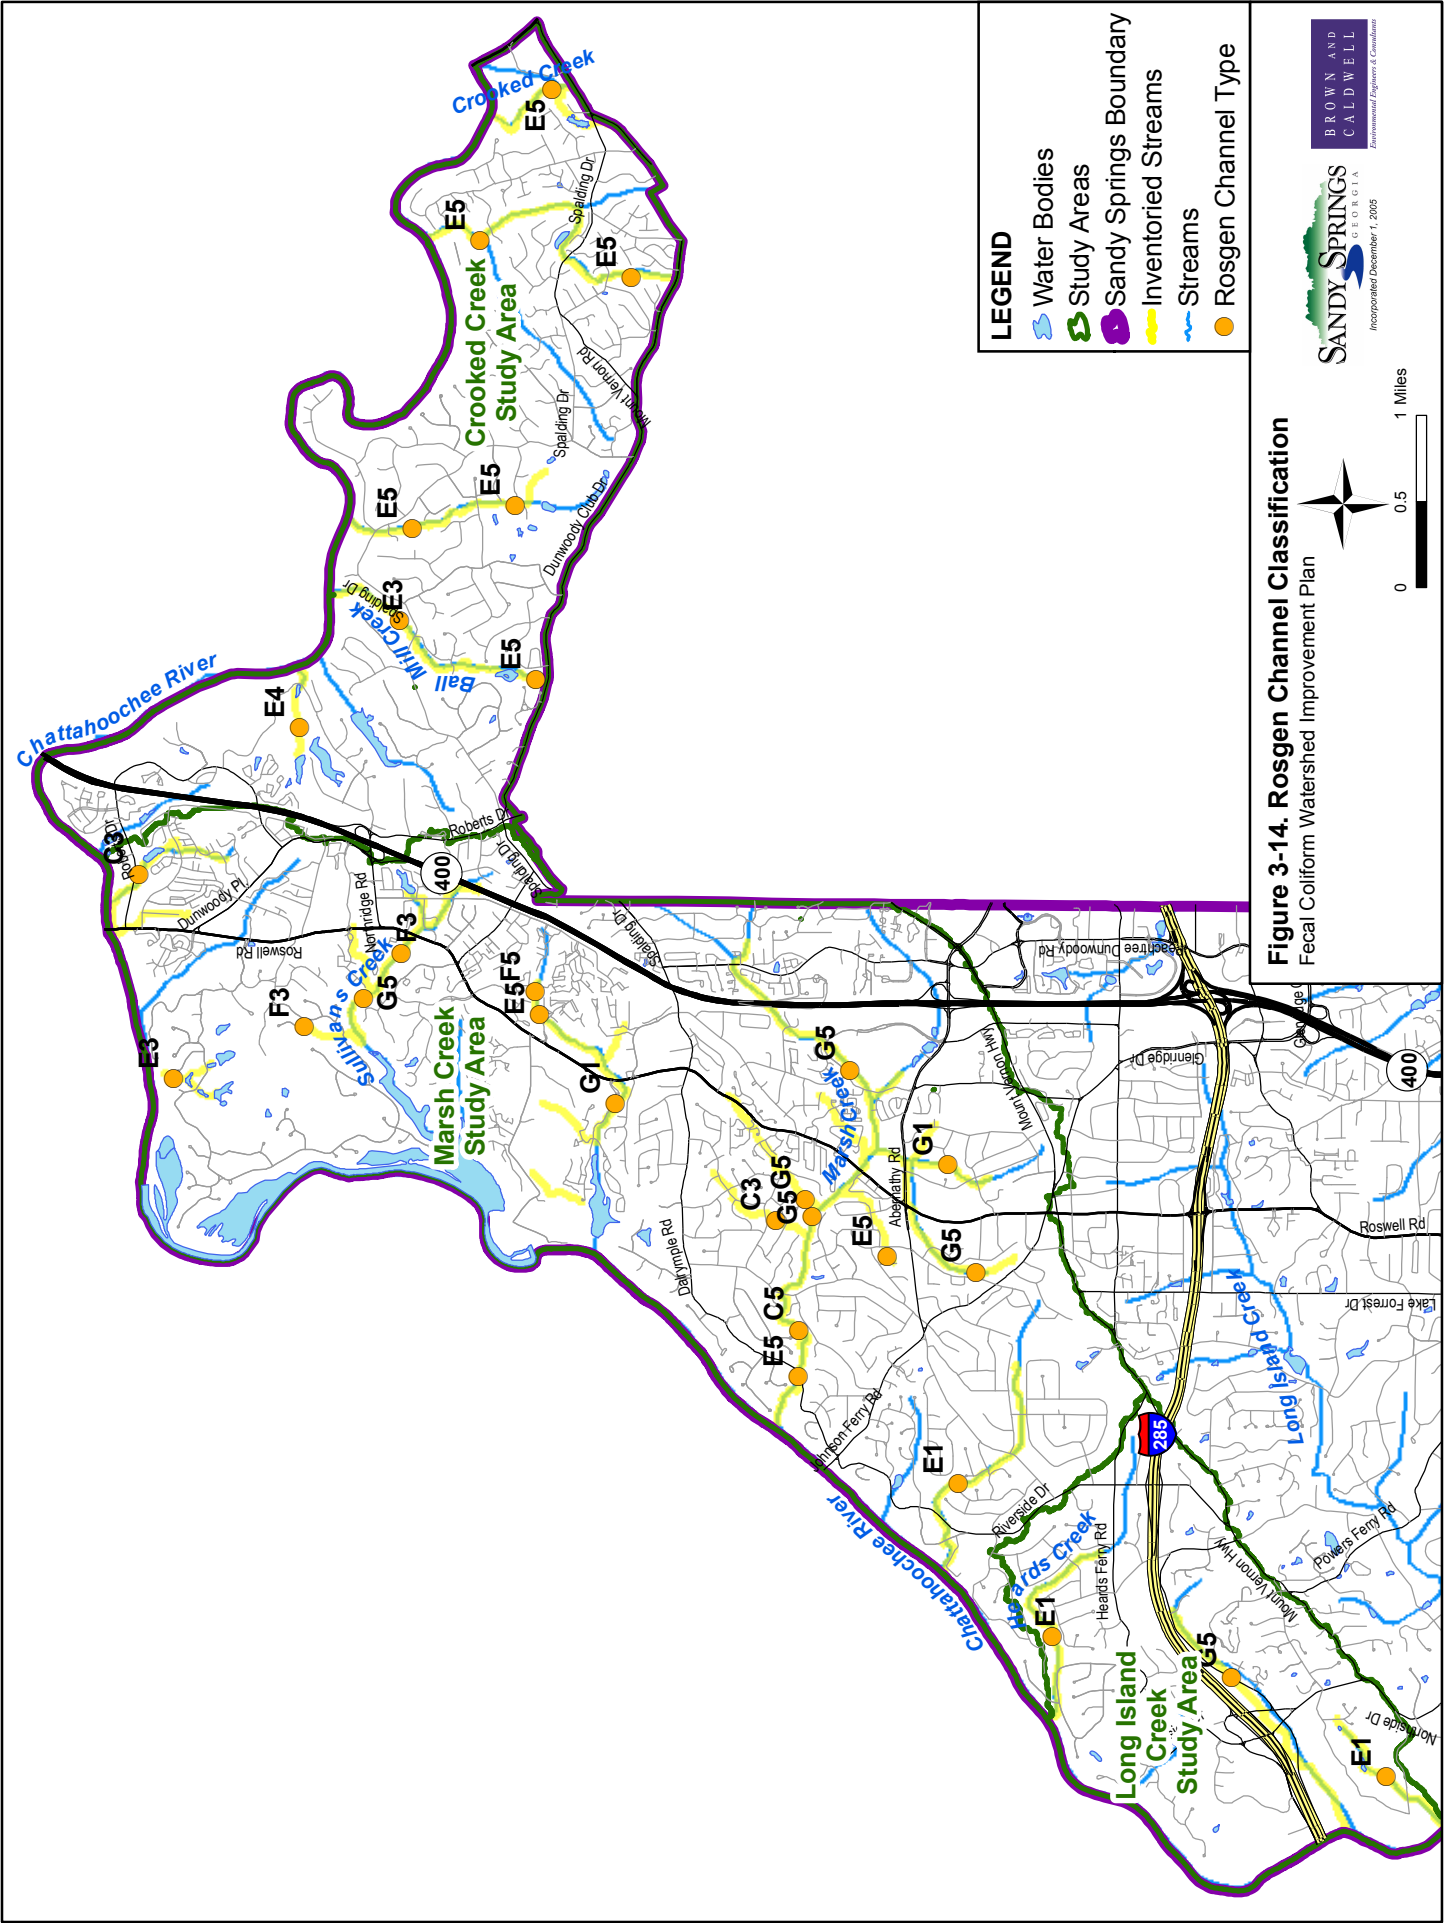 Chattahoochee River
Crooked Creek
E5
E5
Crooked Creek
Study Area
Spalding Dr
E5
Mount Vernon Rd
Spalding Dr
E5
E5
Dunwoody Club Dr
Spalding Dr
E3
Ball
Mill Creek
E5
E4
C3
Dunwoody Pl
Roberts Dr
Roswell Rd
Northridge Rd
400
Spalding Dr
Spalding Dr
E3
F3
Sullivans Creek
G5
F3
Marsh Creek
Study Area
E5
F5
Dalrymple Rd
G5
Marsh Creek
G1
Abernathy Rd
C3
G5
G5
E5
G5
C5
E5
Johnson Ferry Rd
Chattahoochee River
E1
Riverside Dr
Heards Creek
Heards Ferry Rd
E1
Mount Vernon Hwy
Glenridge Dr
Peachtree Dunwoody Rd
400
Roswell Rd
Lake Forrest Dr
Long Island Creek
285
Mount Vernon Hwy
Powers Ferry Rd
Northside Dr
Long Island
Creek
Study Area
G5
E1
LEGEND
Water Bodies
Study Areas
Sandy Springs Boundary
Inventoried Streams
Streams
Rosgen Channel Type
Figure 3-14. Rosgen Channel Classification
Fecal Coliform Watershed Improvement Plan
0 0.5 1 Miles
SANDY SPRINGS
GEORGIA
Incorporated December 1, 2005
BROWN AND
CALDWELL
Environmental Engineers & Consultants